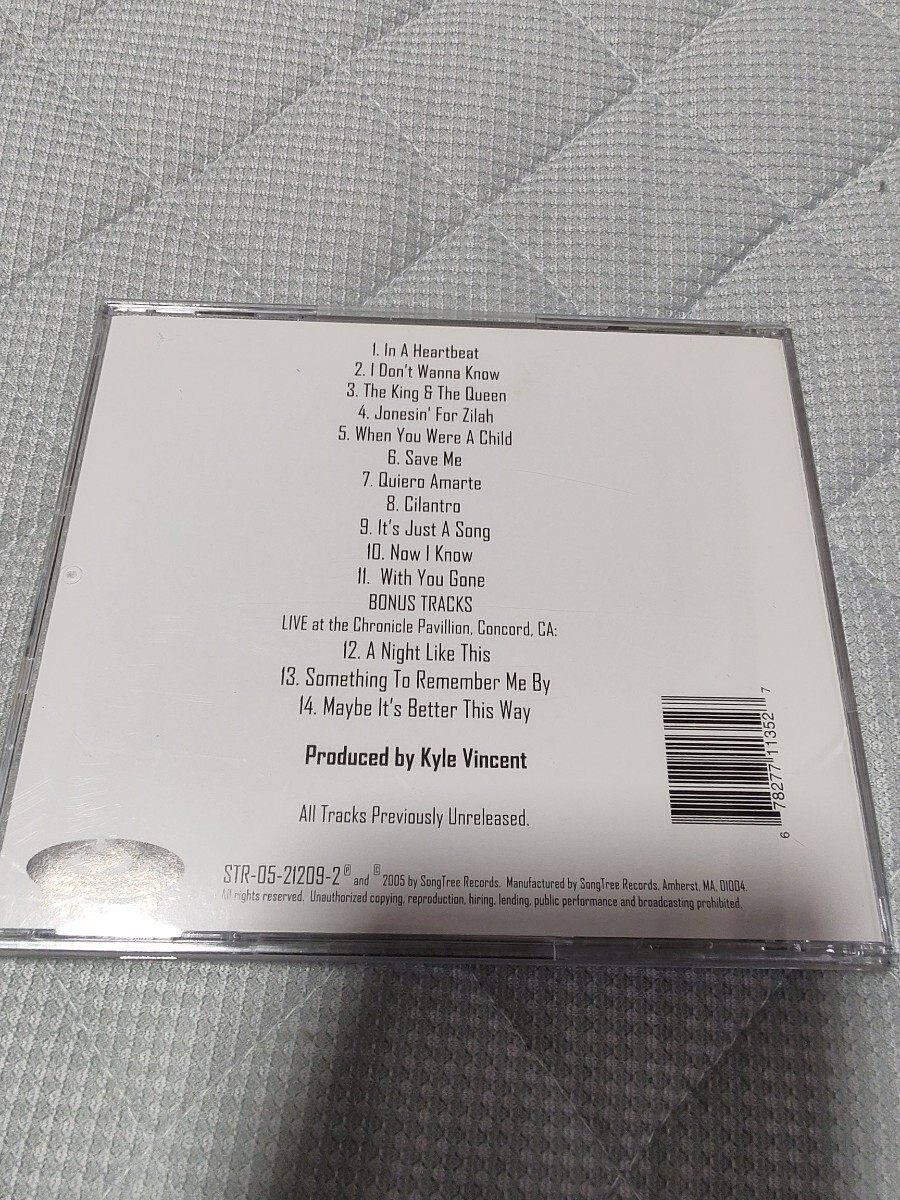 1. In A Heartbeat
2. I Don't Wanna Know
3. The King & The Queen
4. Jonesin' For Zilah
5. When You Were A Child
6. Save Me
7. Quiero Amarte
8. Cilantro
9. It's Just A Song
10. Now I Know
11. With You Gone
BONUS TRACKS
LIVE at the Chronicle Pavillion, Concord, CA:
12. A Night Like This
13. Something To Remember Me By
14. Maybe It's Better This Way
Produced by Kyle Vincent
All Tracks Previously Unreleased.
STR-05-21209-2 ℗ and © 2005 by SongTree Records. Manufactured by SongTree Records, Amherst, MA, 01004.
All rights reserved. Unauthorized copying, reproduction, hiring, lending, public performance and broadcasting prohibited.
6 78277 11352 7